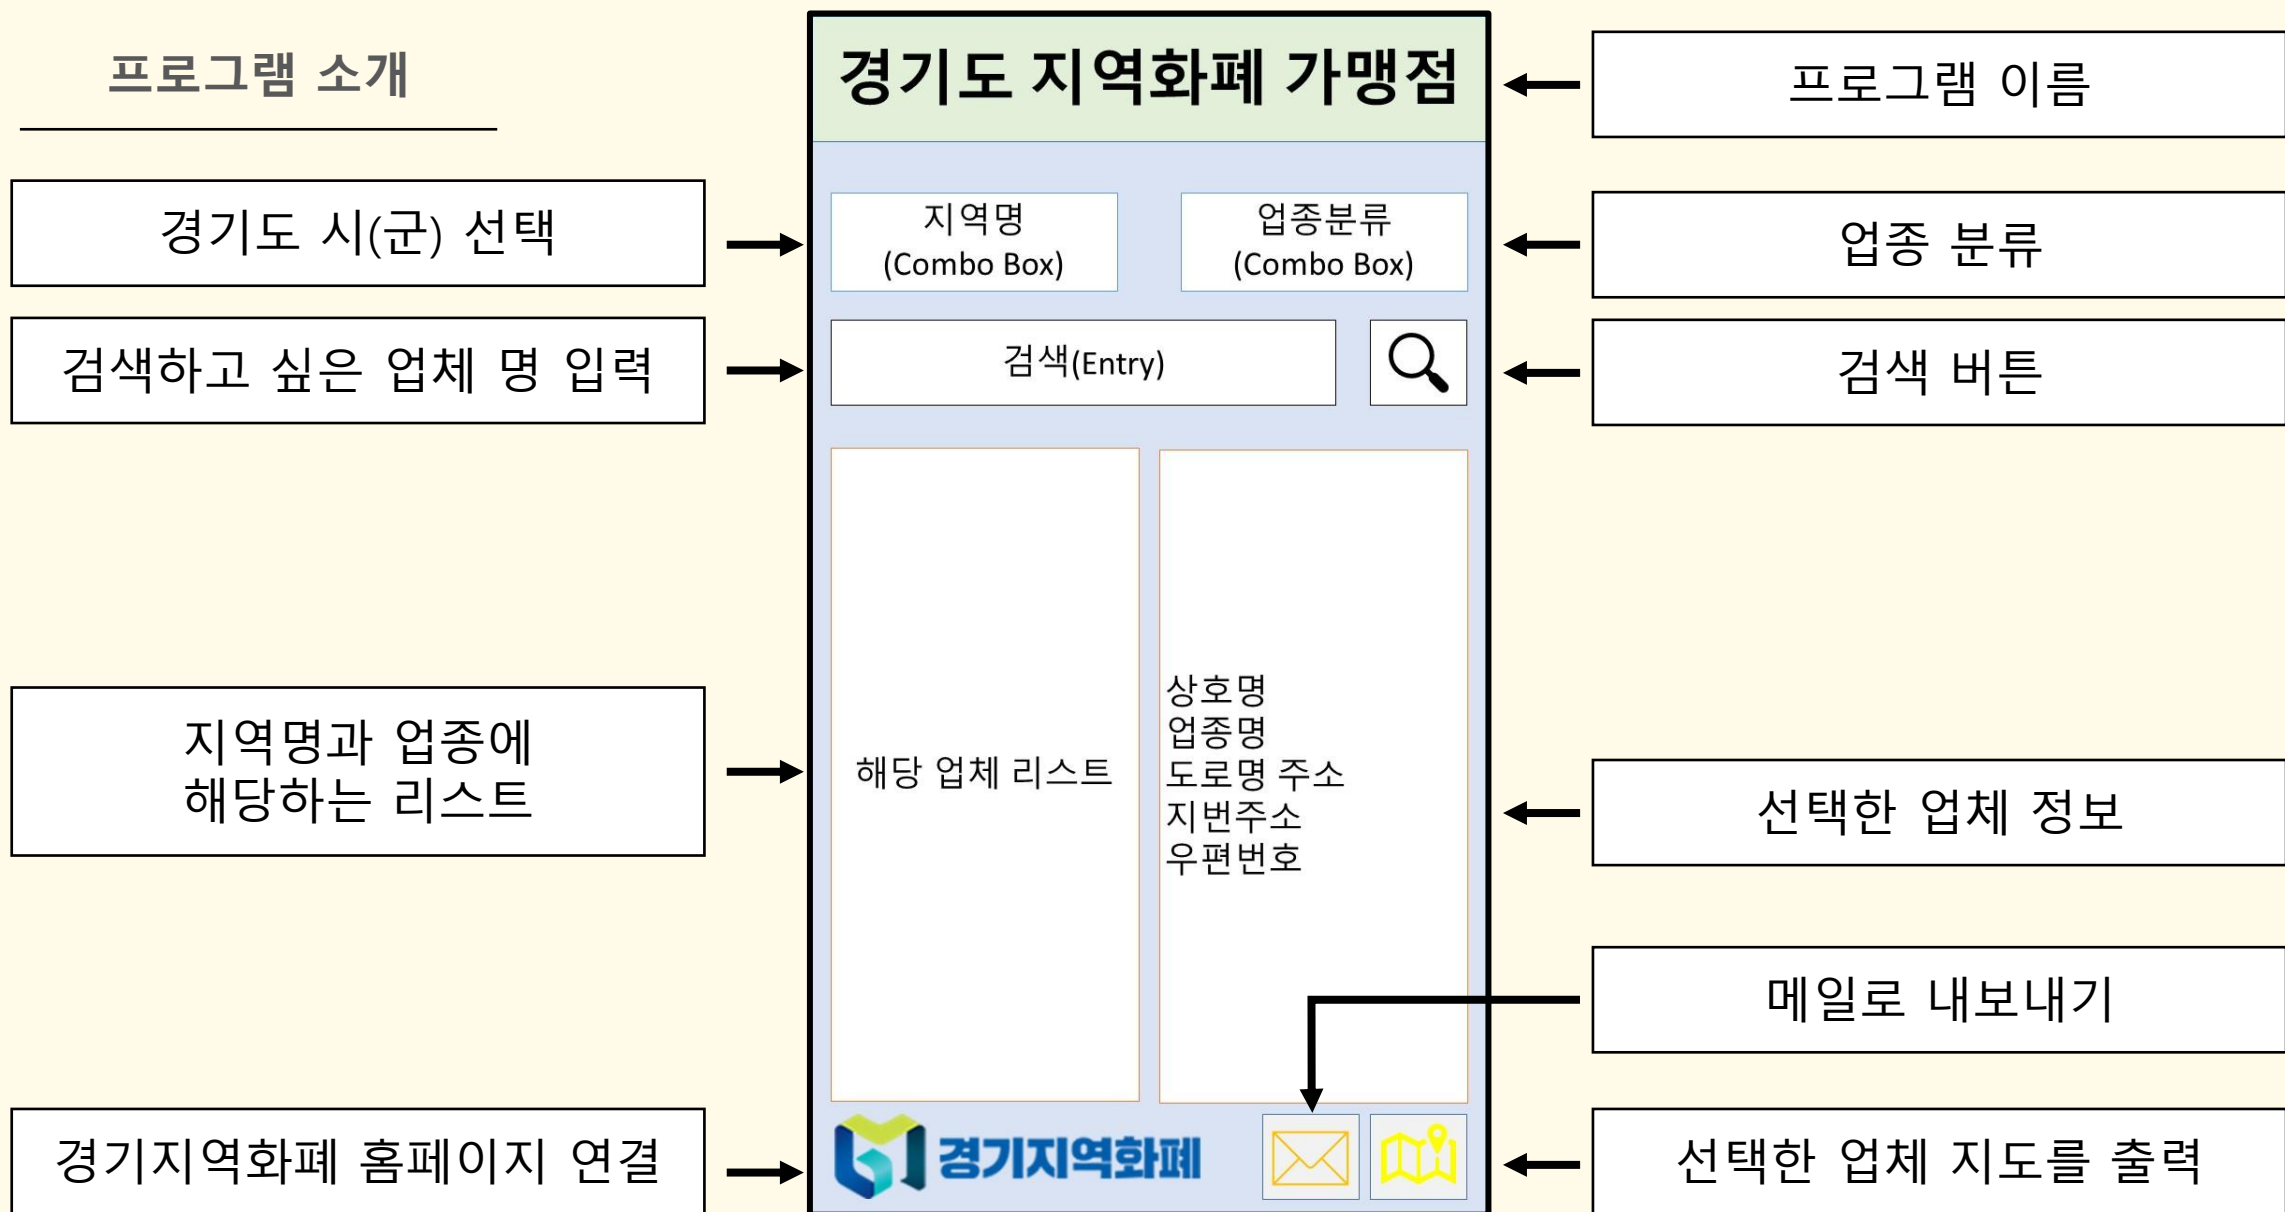 프로그램 소개
경기도 시(군) 선택
검색하고 싶은 업체 명 입력
지역명과 업종에
해당하는 리스트
경기지역화폐 홈페이지 연결
경기도 지역화폐 가맹점
지역명
(Combo Box)
업종분류
(Combo Box)
검색(Entry)
해당 업체 리스트
상호명
업종명
도로명 주소
지번주소
우편번호
경기지역화폐
프로그램 이름
업종 분류
검색 버튼
선택한 업체 정보
메일로 내보내기
선택한 업체 지도를 출력